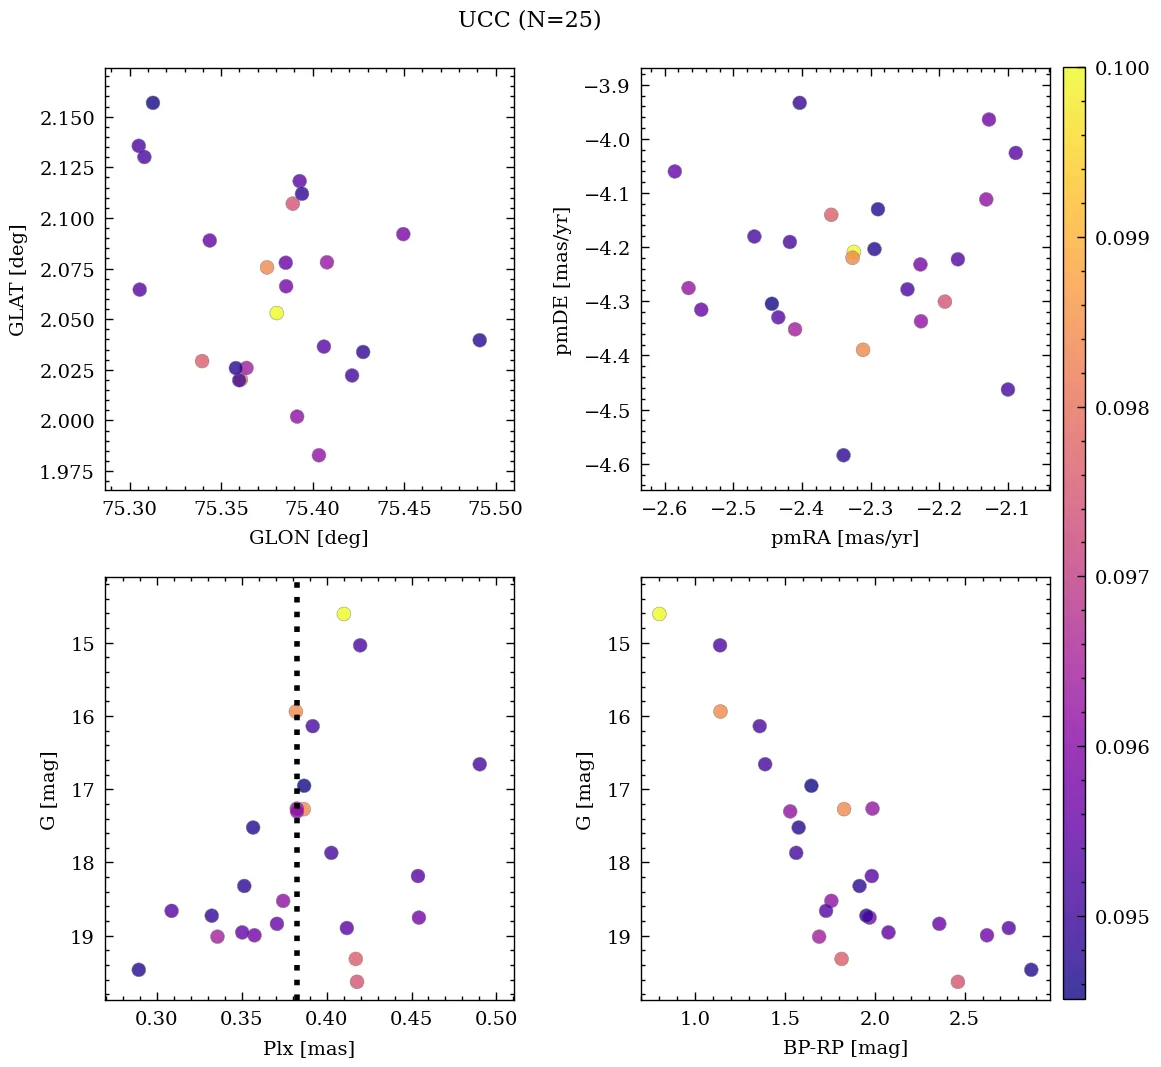 UCC (N=25)
2.150
2.125
2.100
2.075
2.050
2.025
2.000
1.975
GLAT [deg]
75.30 75.35 75.40 75.45 75.50
GLON [deg]
−3.9
−4.0
−4.1
−4.2
−4.3
−4.4
−4.5
−4.6
pmDE [mas/yr]
−2.6 −2.5 −2.4 −2.3 −2.2 −2.1
pmRA [mas/yr]
0.100
0.099
0.098
0.097
0.096
0.095
15
16
17
18
19
G [mag]
0.30 0.35 0.40 0.45 0.50
Plx [mas]
15
16
17
18
19
G [mag]
1.0 1.5 2.0 2.5
BP-RP [mag]